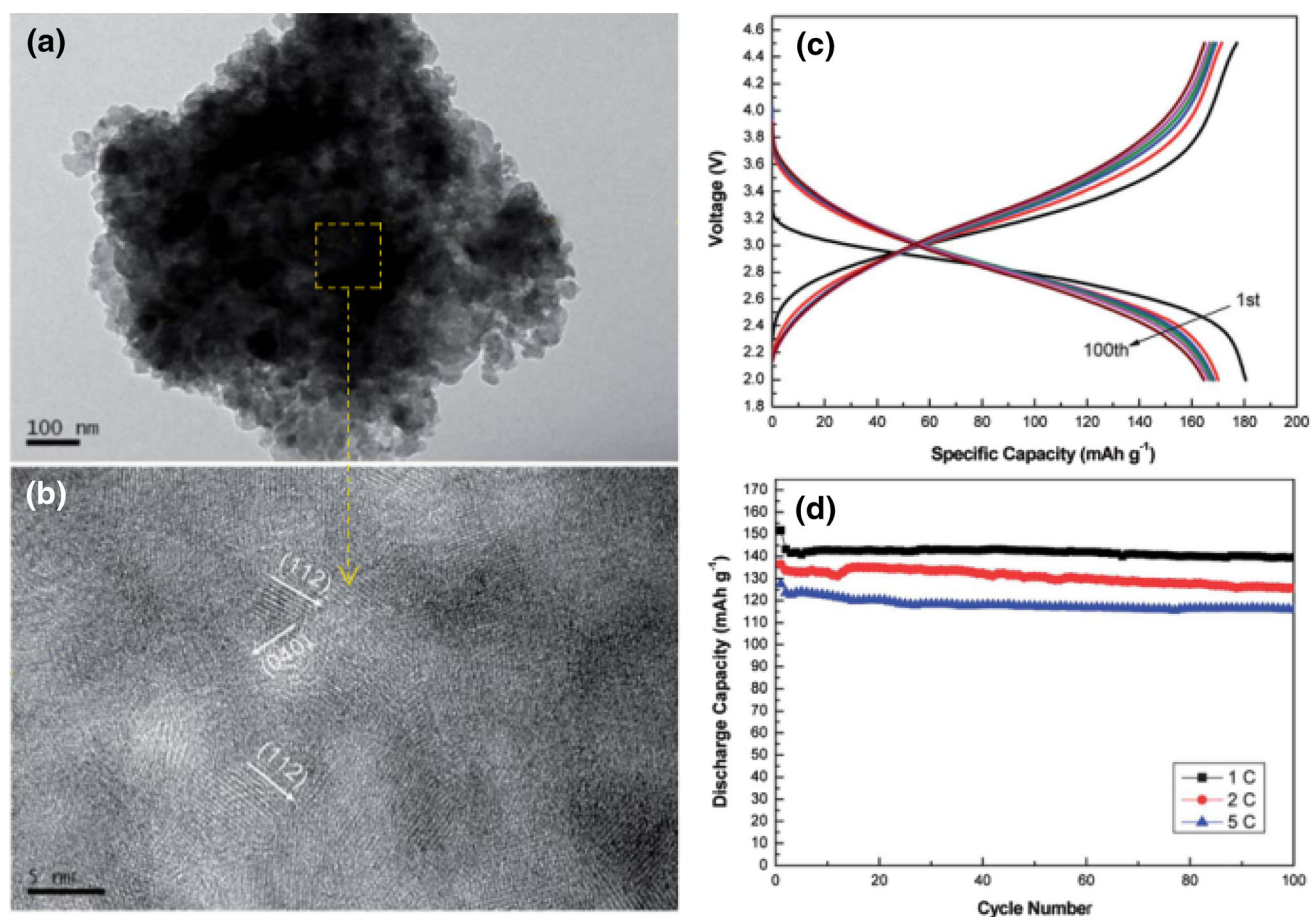 (a)
100 nm
(b)
(112)
(040)
(112)
5 nm
(c)
Voltage (V)
4.6
4.4
4.2
4.0
3.8
3.6
3.4
3.2
3.0
2.8
2.6
2.4
2.2
2.0
1.8
1st
100th
0 20 40 60 80 100 120 140 160 180 200
Specific Capacity (mAh g⁻¹)
(d)
Discharge Capacity (mAh g⁻¹)
170
160
150
140
130
120
110
100
90
80
70
60
50
40
30
20
10
0
1 C
2 C
5 C
0 20 40 60 80 100
Cycle Number